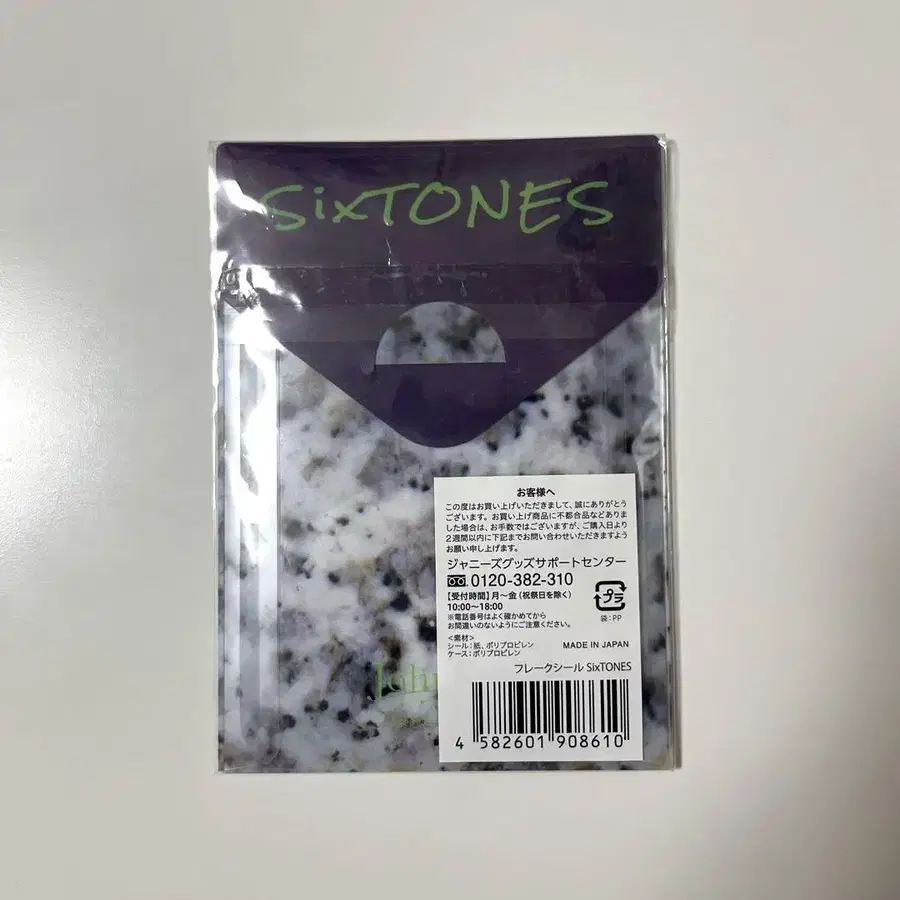 SixTONES
お客様へ
この度はお買い上げいただきまして、誠にありがとう
ございます。お買い上げ商品に不都合品などありま
した場合は、お手数ではございますが、ご購入日より
2週間以内に下記までお問い合わせいただきますよう
お願い申し上げます。
ジャニーズグッズサポートセンター
0120-382-310
【受付時間】月〜金(祝祭日を除く)
10:00〜18:00
※電話番号はよく確かめてから
お間違いのないようにご注意ください。
プラ
袋:PP
<素材>
シール:紙、ポリプロピレン
ケース:ポリプロピレン
MADE IN JAPAN
フレークシール SixTONES
4 582601 908610